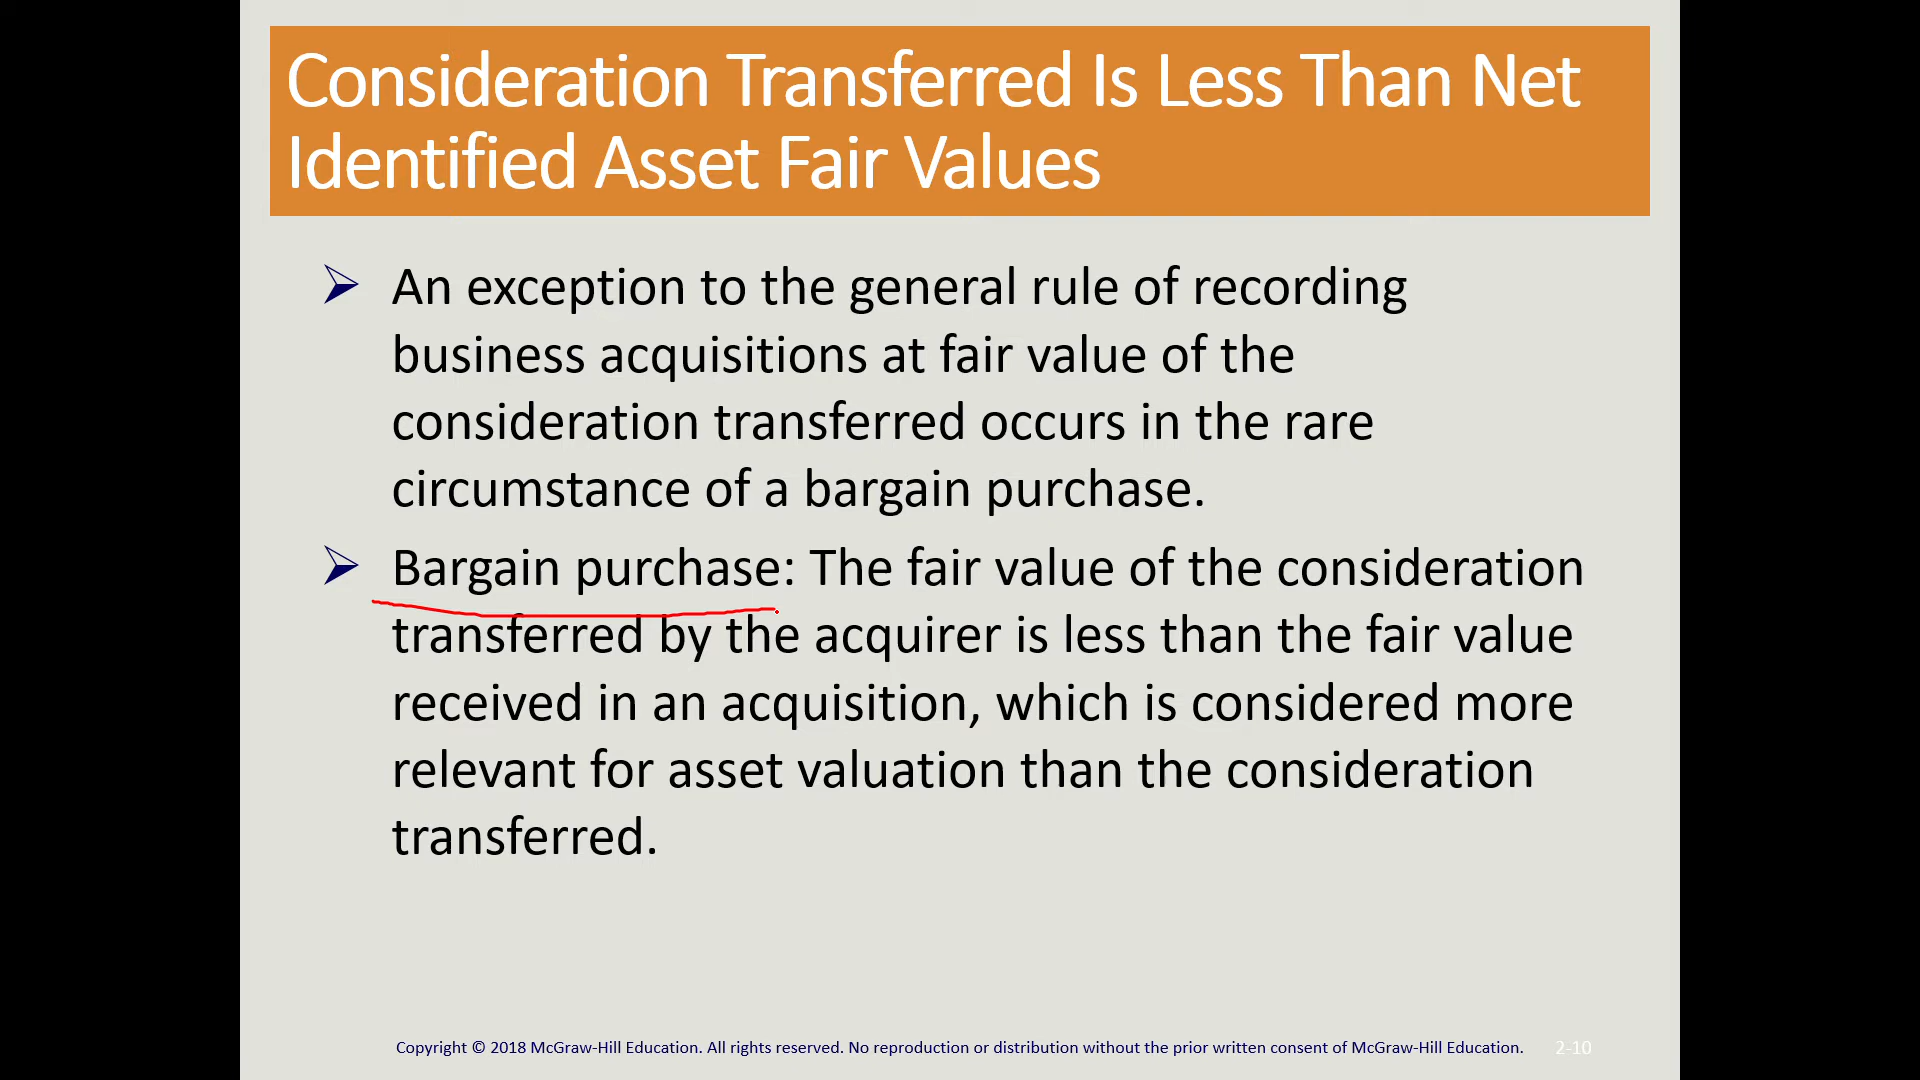 Consideration Transferred Is Less Than Net
Identified Asset Fair Values
An exception to the general rule of recording
business acquisitions at fair value of the
consideration transferred occurs in the rare
circumstance of a bargain purchase.
Bargain purchase: The fair value of the consideration
transferred by the acquirer is less than the fair value
received in an acquisition, which is considered more
relevant for asset valuation than the consideration
transferred.
Copyright © 2018 McGraw-Hill Education. All rights reserved. No reproduction or distribution without the prior written consent of McGraw-Hill Education. 2-10